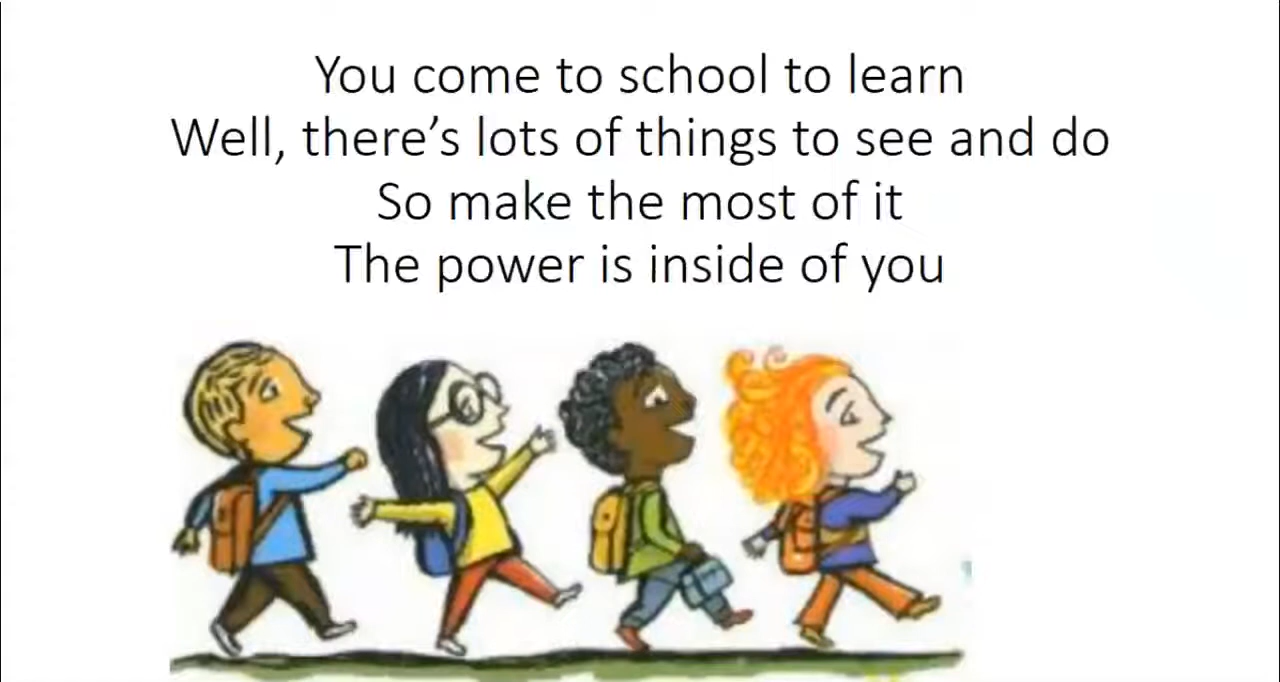 You come to school to learn
Well, there’s lots of things to see and do
So make the most of it
The power is inside of you